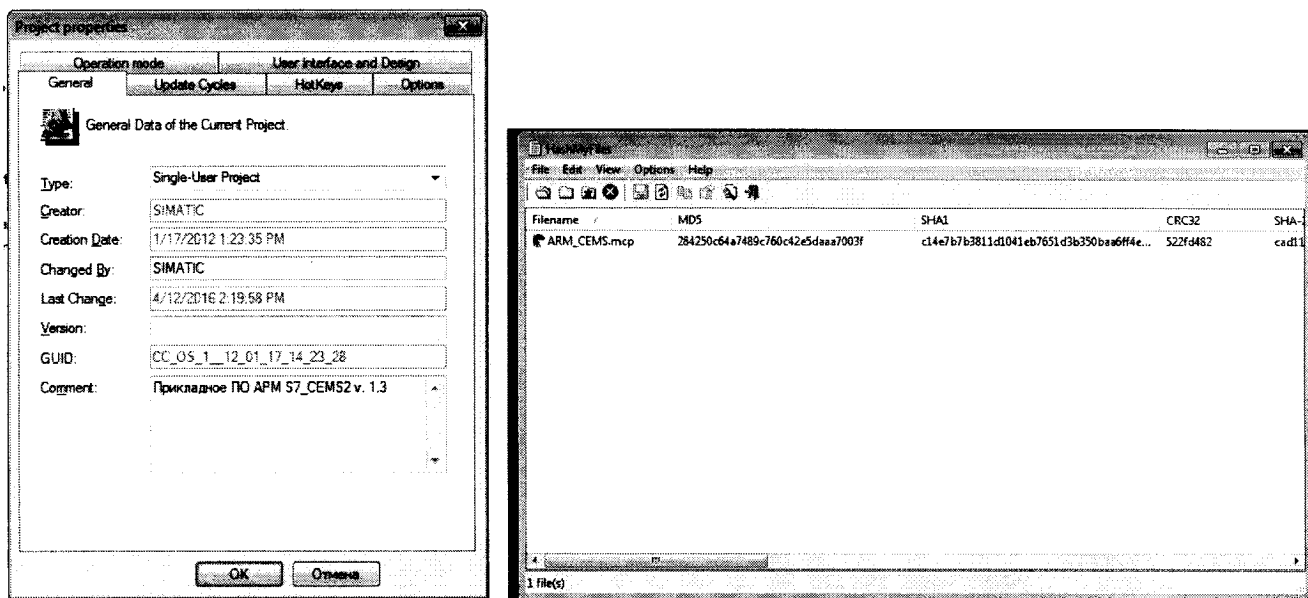 Project properties
Operation mode User Interface and Design
General Update Cycles HotKeys Options
General Data of the Current Project.
Type: Single-User Project
Creator: SIMATIC
Creation Date: 1/17/2012 1:23:35 PM
Changed By: SIMATIC
Last Change: 4/12/2016 2:19:58 PM
Version:
GUID: CC_OS_1__12_01_17_14_23_28
Comment: Прикладное ПО АРМ S7_CEMS2 v. 1.3
OK Отмена
HashMyFiles
File Edit View Options Help
Filename / MD5 SHA1 CRC32 SHA-
ARM_CEMS.mcp 284250c64a7489c760c42e5daaa7003f c14e7b7b3811d1041eb7651d3b350baa6ff4e... 522fd482 cad11
1 file(s)